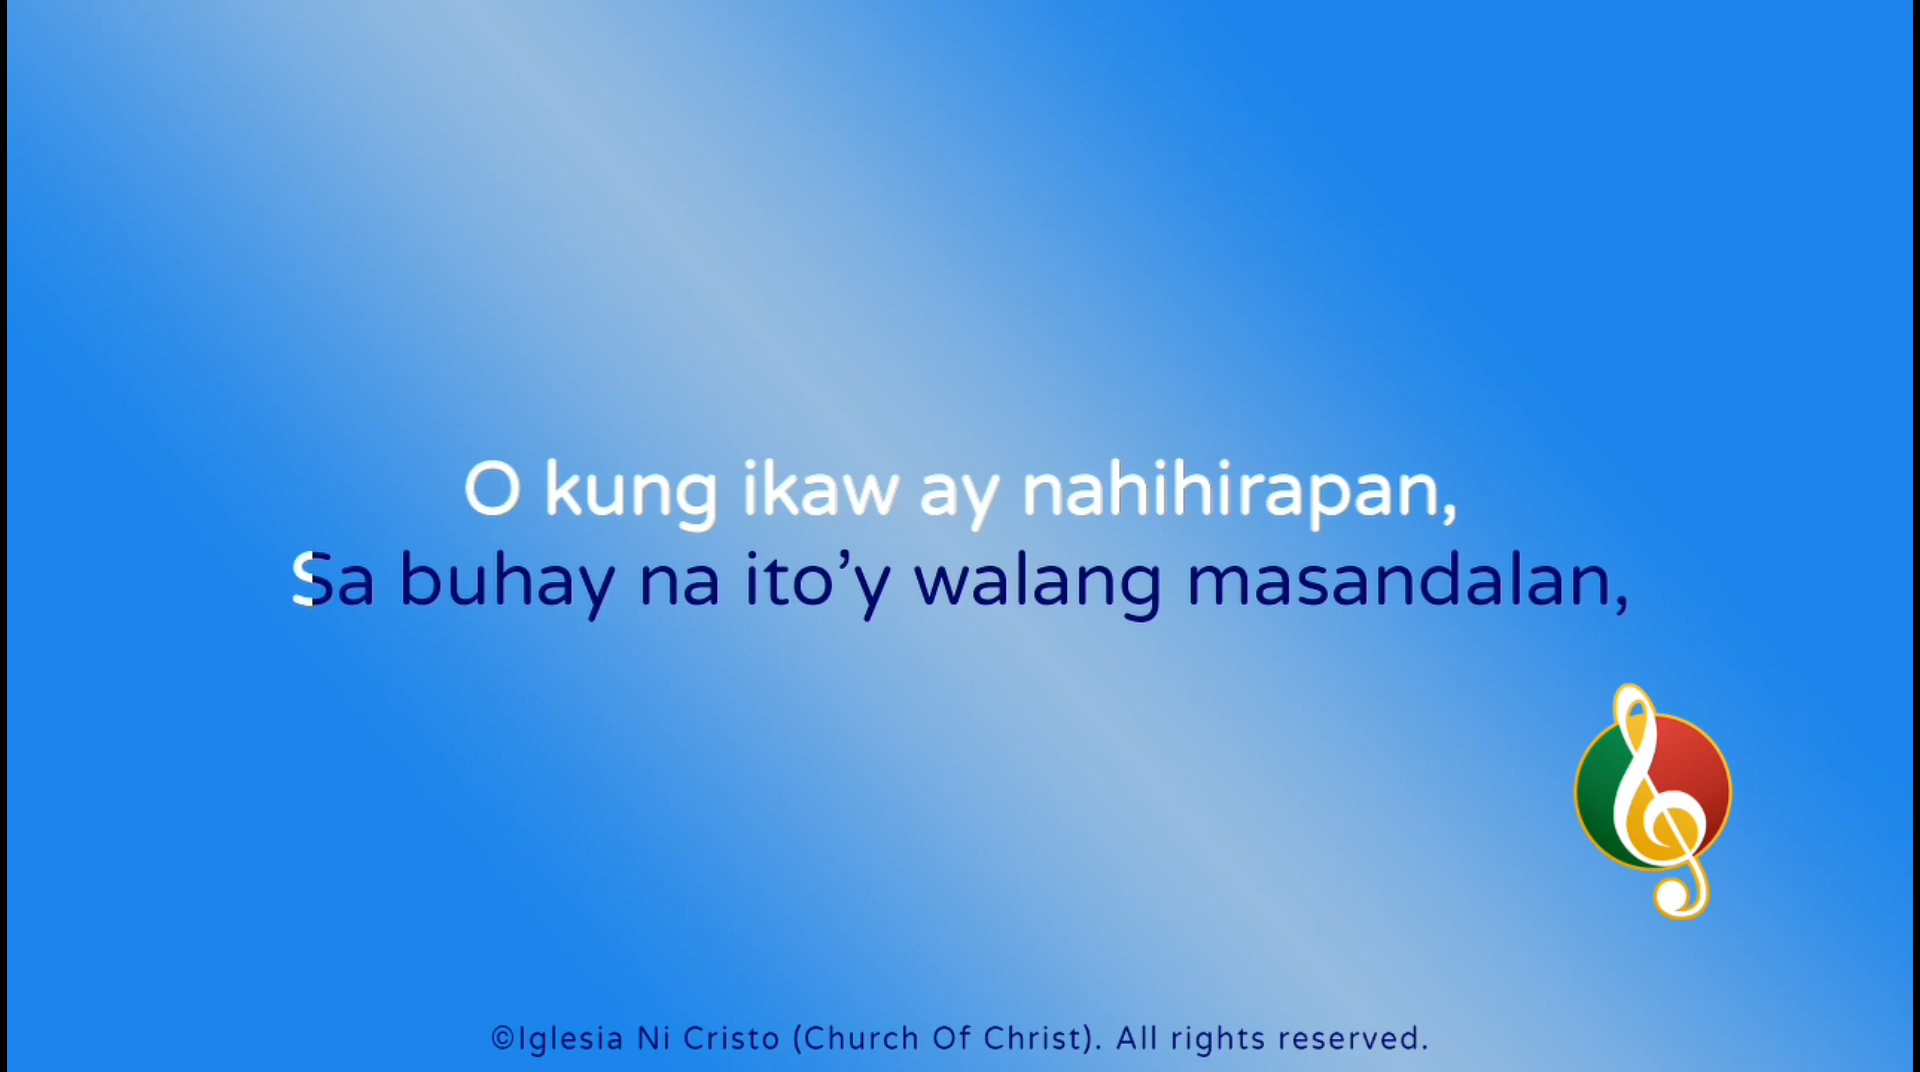 O kung ikaw ay nahihirapan,
Sa buhay na ito’y walang masandalan,
©Iglesia Ni Cristo (Church Of Christ). All rights reserved.